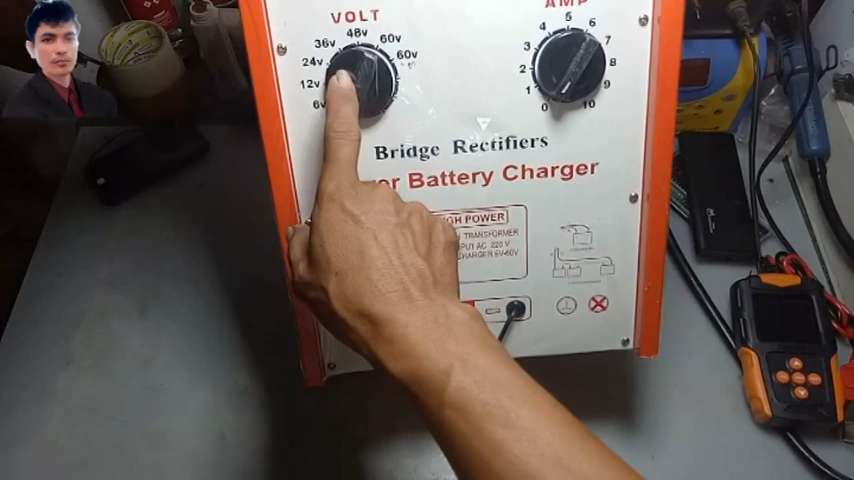 VOLT
AMP
36v 48v 60v
24v 60v
12v
6v
0 1 2 3 4 5 6 7 8 9 10
Bridge Rectifiers
Battery Charger
HIGH POWER
TRANSFORMER
INPUT AC 220 V
CHARGER 6V-60V